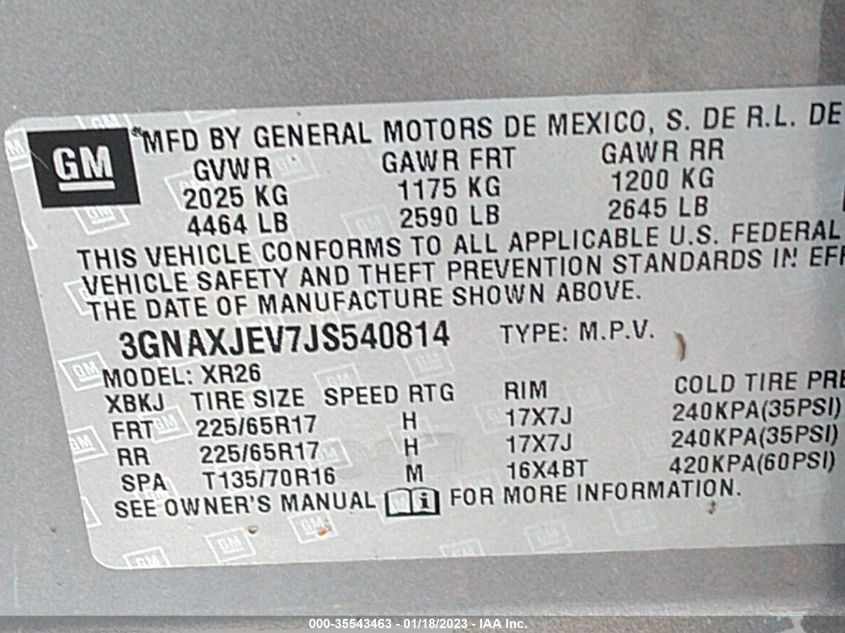 GM
MFD BY GENERAL MOTORS DE MEXICO, S. DE R.L. DE
GVWR GAWR FRT GAWR RR
2025 KG 1175 KG 1200 KG
4464 LB 2590 LB 2645 LB
THIS VEHICLE CONFORMS TO ALL APPLICABLE U.S. FEDERAL
VEHICLE SAFETY AND THEFT PREVENTION STANDARDS IN EFF
THE DATE OF MANUFACTURE SHOWN ABOVE.
3GNAXJEV7JS540814 TYPE: M.P.V.
MODEL: XR26
XBKJ TIRE SIZE SPEED RTG RIM COLD TIRE PRE
FRT 225/65R17 H 17X7J 240KPA(35PSI)
RR 225/65R17 H 17X7J 240KPA(35PSI)
SPA T135/70R16 M 16X4BT 420KPA(60PSI)
SEE OWNER'S MANUAL i FOR MORE INFORMATION.
000-35543463 - 01/18/2023 - IAA Inc.